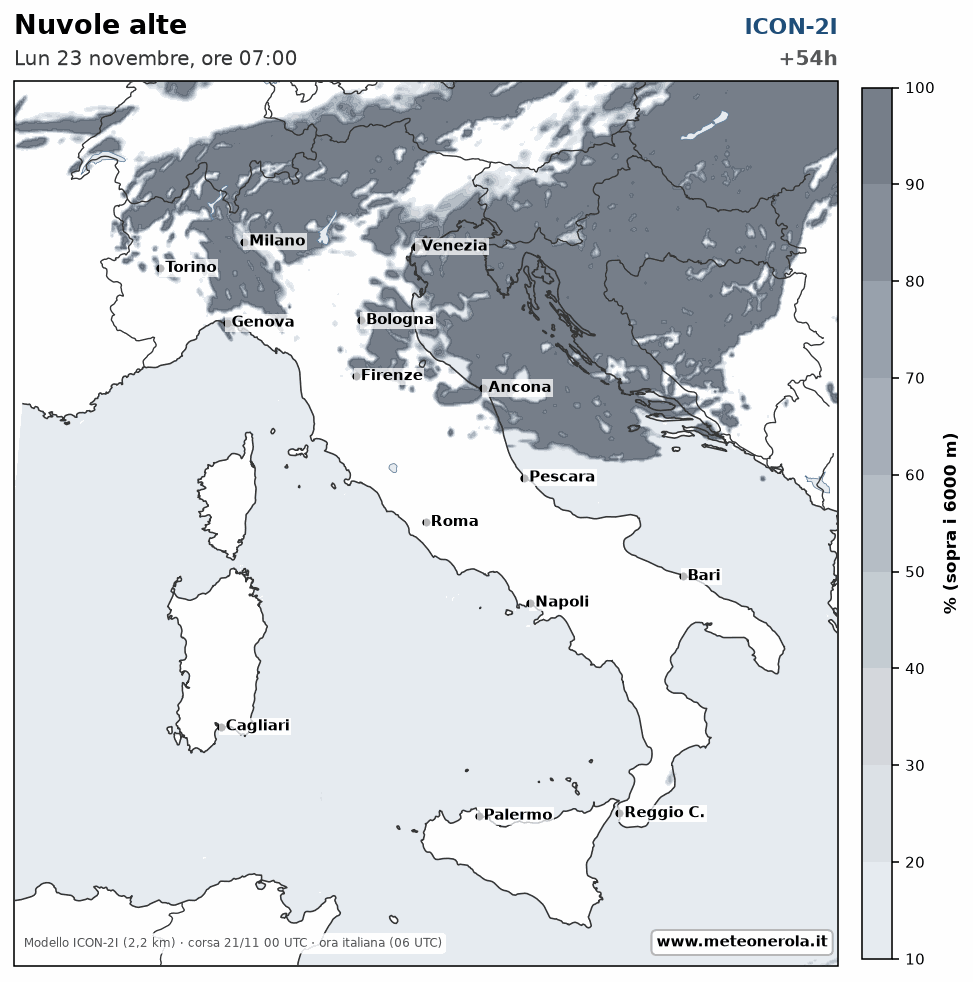 Nuvole alte
ICON-2I
Lun 23 novembre, ore 07:00
+54h
Milano
Venezia
Torino
Genova
Bologna
Firenze
Ancona
Pescara
Roma
Bari
Napoli
Cagliari
Palermo
Reggio C.
100
90
80
70
60
50
40
30
20
10
% (sopra i 6000 m)
Modello ICON-2I (2,2 km) · corsa 21/11 00 UTC · ora italiana (06 UTC)
www.meteonerola.it